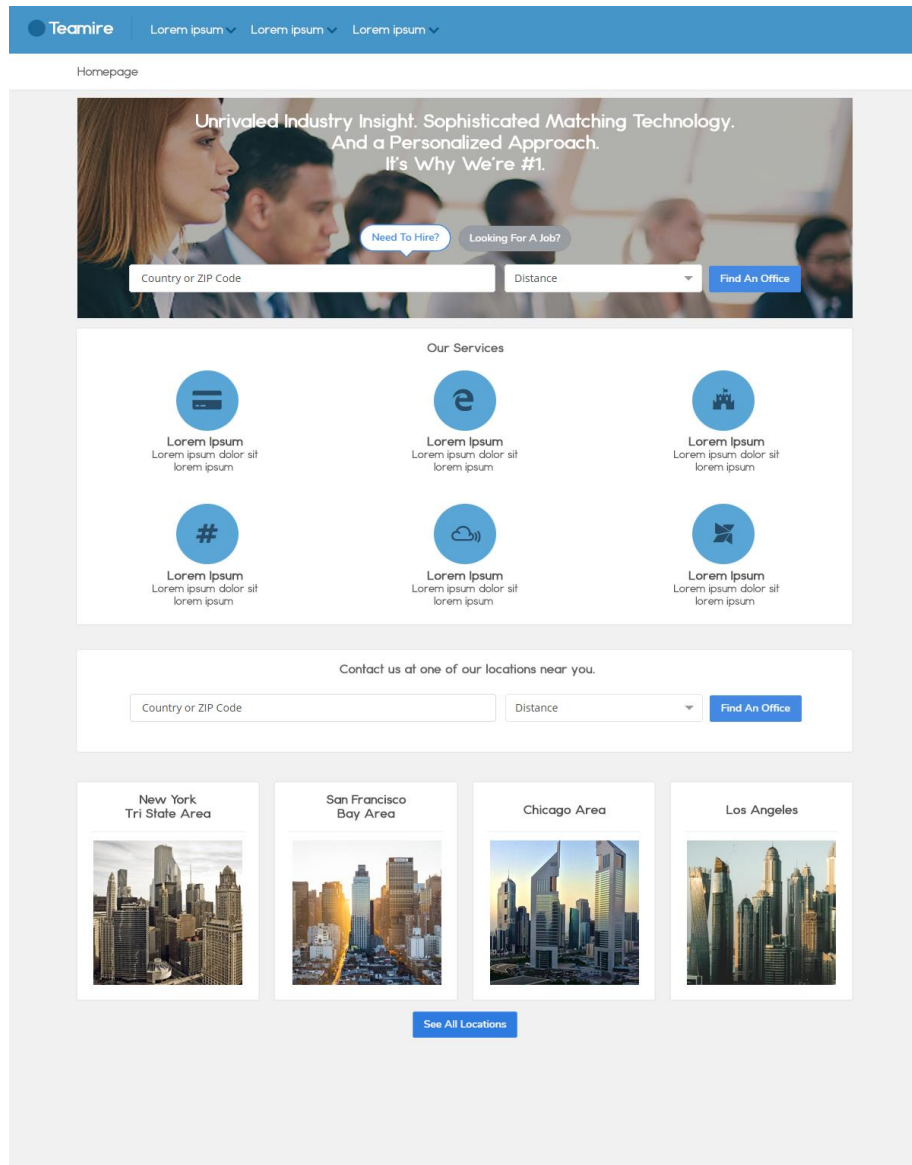 Teamire
Lorem ipsum Lorem ipsum Lorem ipsum
Homepage
Unrivaled Industry Insight. Sophisticated Matching Technology.
And a Personalized Approach.
It's Why We're #1.
Need To Hire? Looking For A Job?
Country or ZIP Code Distance Find An Office
Our Services
Lorem Ipsum
Lorem ipsum dolor sit
lorem ipsum
Lorem Ipsum
Lorem ipsum dolor sit
lorem ipsum
Lorem Ipsum
Lorem ipsum dolor sit
lorem ipsum
#
Lorem Ipsum
Lorem ipsum dolor sit
lorem ipsum
Lorem Ipsum
Lorem ipsum dolor sit
lorem ipsum
Lorem Ipsum
Lorem ipsum dolor sit
lorem ipsum
Contact us at one of our locations near you.
Country or ZIP Code Distance Find An Office
New York
Tri State Area
San Francisco
Bay Area
Chicago Area
Los Angeles
See All Locations